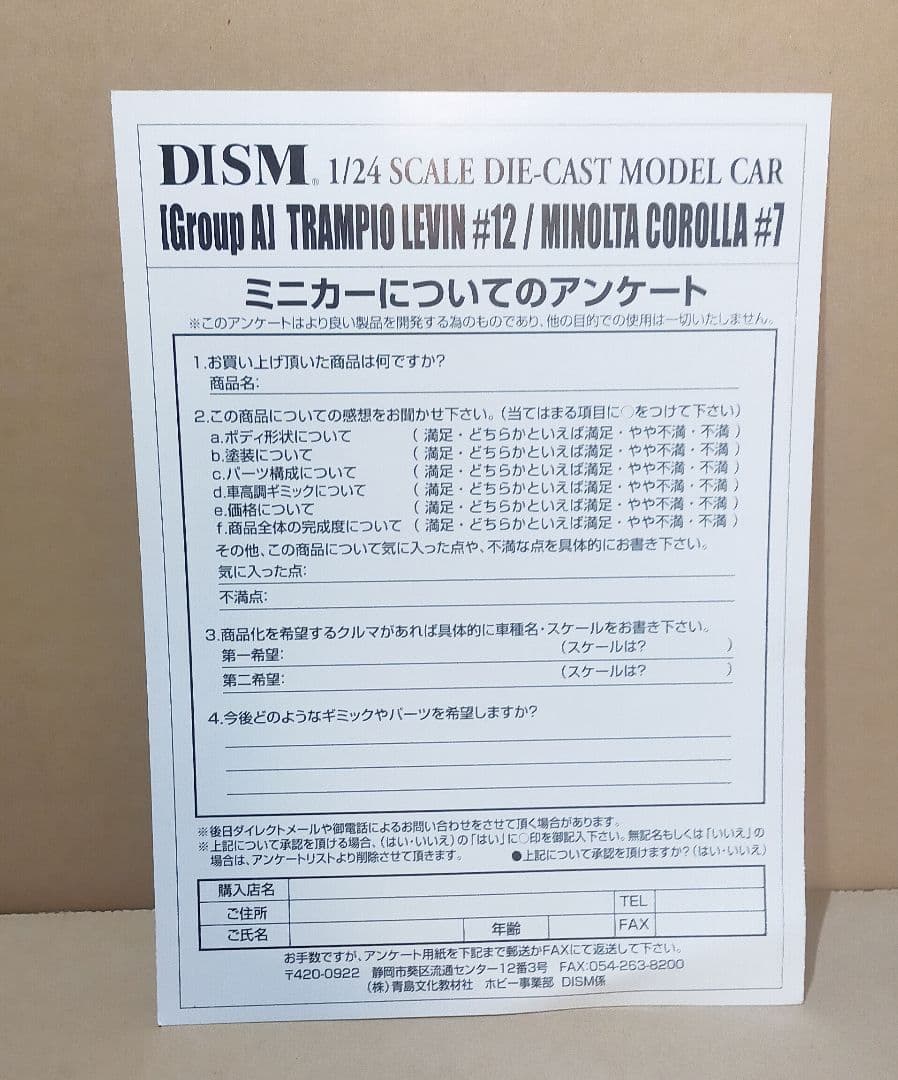 DISM® 1/24 SCALE DIE-CAST MODEL CAR
[Group A] TRAMPIO LEVIN #12 / MINOLTA COROLLA #7
ミニカーについてのアンケート
※このアンケートはより良い製品を開発する為のものであり、他の目的での使用は一切いたしません。
1.お買い上げ頂いた商品は何ですか?
商品名:
2.この商品についての感想をお聞かせ下さい。(当てはまる項目に○をつけて下さい)
a.ボディ形状について (満足・どちらかといえば満足・やや不満・不満)
b.塗装について (満足・どちらかといえば満足・やや不満・不満)
c.パーツ構成について (満足・どちらかといえば満足・やや不満・不満)
d.車高調ギミックについて (満足・どちらかといえば満足・やや不満・不満)
e.価格について (満足・どちらかといえば満足・やや不満・不満)
f.商品全体の完成度について (満足・どちらかといえば満足・やや不満・不満)
その他、この商品について気に入った点や、不満な点を具体的にお書き下さい。
気に入った点:
不満点:
3.商品化を希望するクルマがあれば具体的に車種名・スケールをお書き下さい。
第一希望: (スケールは? )
第二希望: (スケールは? )
4.今後どのようなギミックやパーツを希望しますか?
※後日ダイレクトメールや御電話によるお問い合わせをさせて頂く場合があります。
※上記について承認を頂ける場合、(はい・いいえ)の「はい」に○印を御記入下さい。無記名もしくは「いいえ」の
場合は、アンケートリストより削除させて頂きます。 ●上記について承認を頂けますか?(はい・いいえ)
購入店名
ご住所 TEL
ご氏名 年齢 FAX
お手数ですが、アンケート用紙を下記まで郵送かFAXにて返送して下さい。
〒420-0922 静岡市葵区流通センター12番3号 FAX:054-263-8200
(株)青島文化教材社 ホビー事業部 DISM係